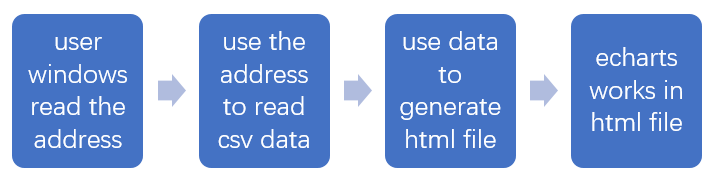 user
windows
read the
address
use the
address
to read
csv data
use data
to
generate
html file
echarts
works in
html file